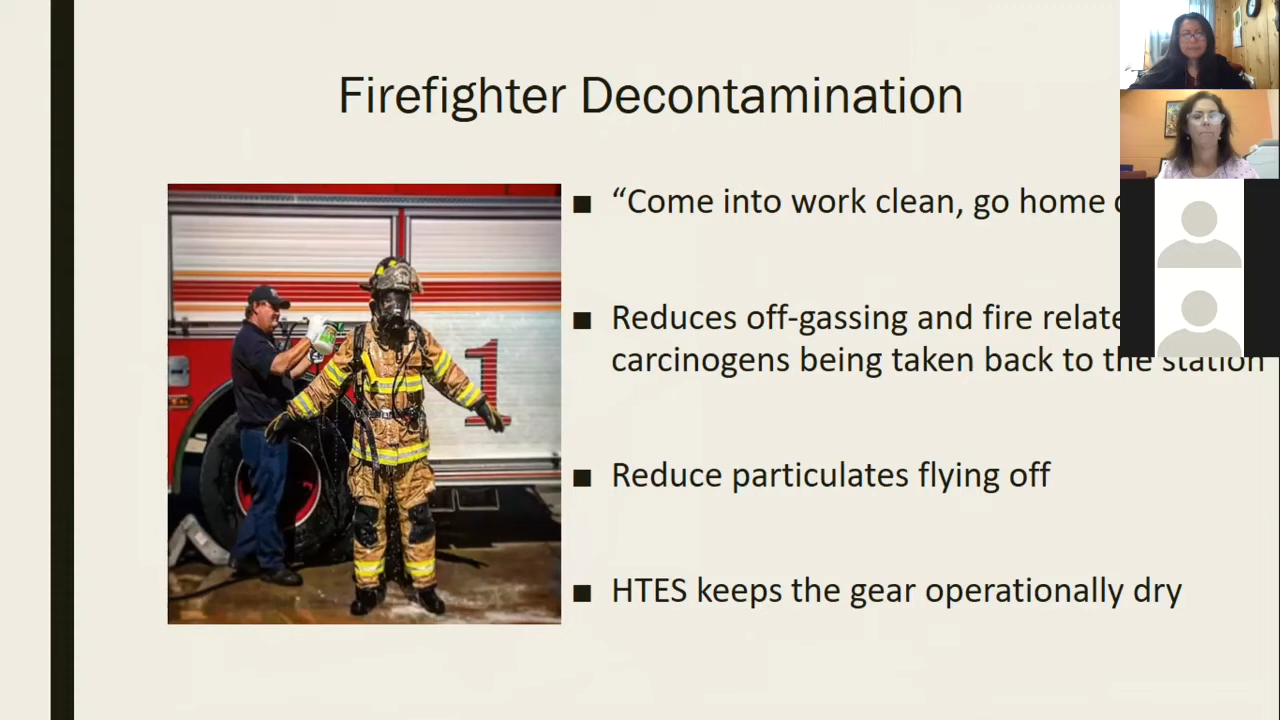 Firefighter Decontamination
■ “Come into work clean, go home
■ Reduces off-gassing and fire
carcinogens being taken back to the station
■ Reduce particulates flying off
■ HTES keeps the gear operationally dry
1